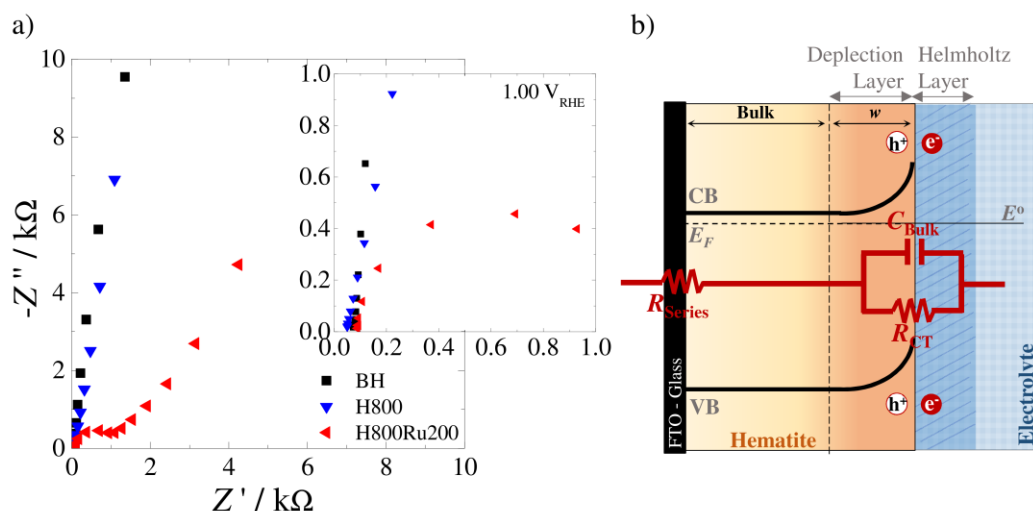 a)
-Z'' / kΩ
10
8
6
4
2
0
0 2 4 6 8 10
Z' / kΩ
1.00 V_RHE
1.0
0.8
0.6
0.4
0.2
0.0
0.0 0.2 0.4 0.6 0.8 1.0
BH
H800
H800Ru200
b)
Deplection Layer
Helmholtz Layer
Bulk
w
h⁺ e⁻
CB
E⁰
E_F
C_Bulk
R_Series
R_CT
VB
h⁺ e⁻
Hematite
FTO - Glass
Electrolyte